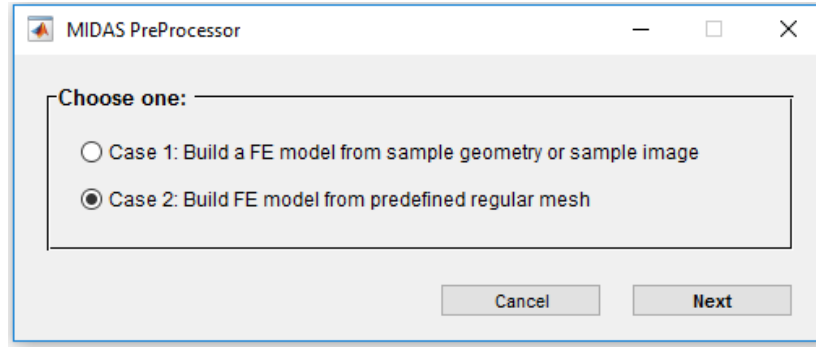 MIDAS PreProcessor
Choose one:
Case 1: Build a FE model from sample geometry or sample image
Case 2: Build FE model from predefined regular mesh
Cancel
Next